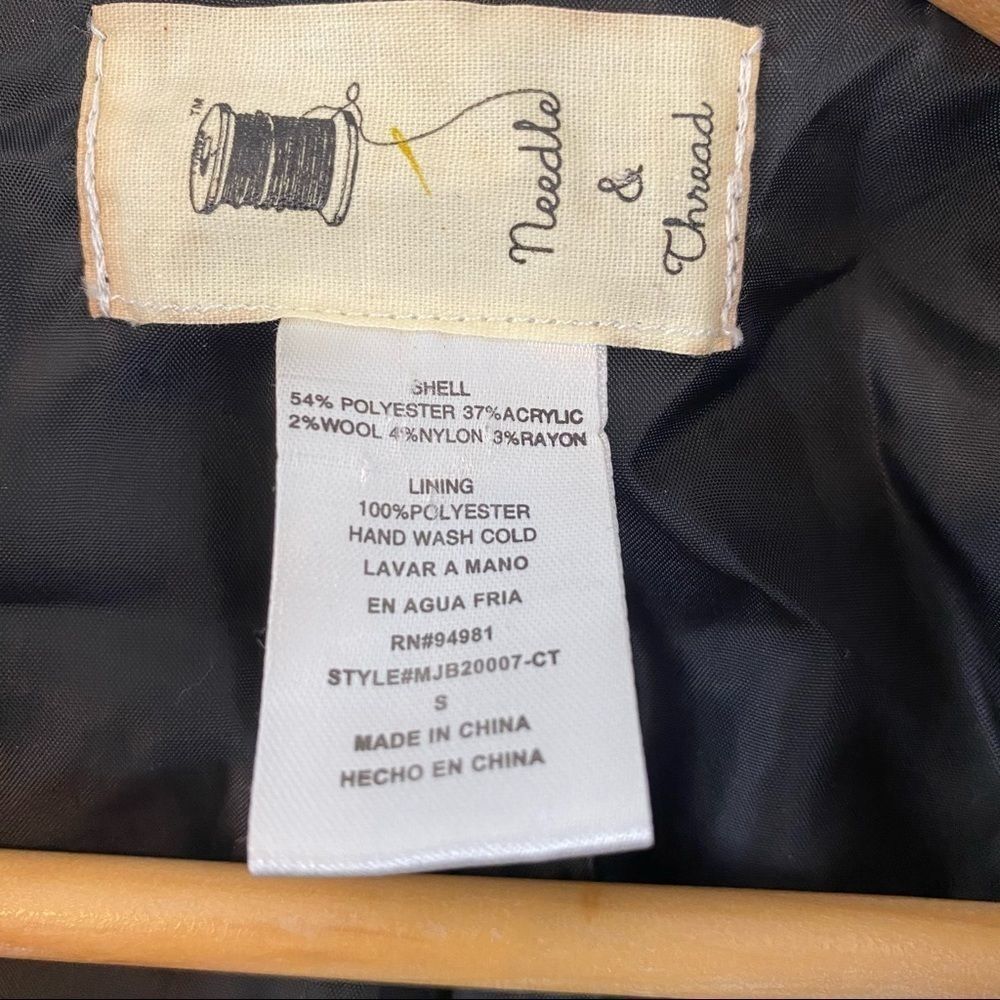 TM
Needle
&
Thread
SHELL
54% POLYESTER 37%ACRYLIC
2%WOOL 4%NYLON 3%RAYON
LINING
100%POLYESTER
HAND WASH COLD
LAVAR A MANO
EN AGUA FRIA
RN#94981
STYLE#MJB20007-CT
S
MADE IN CHINA
HECHO EN CHINA